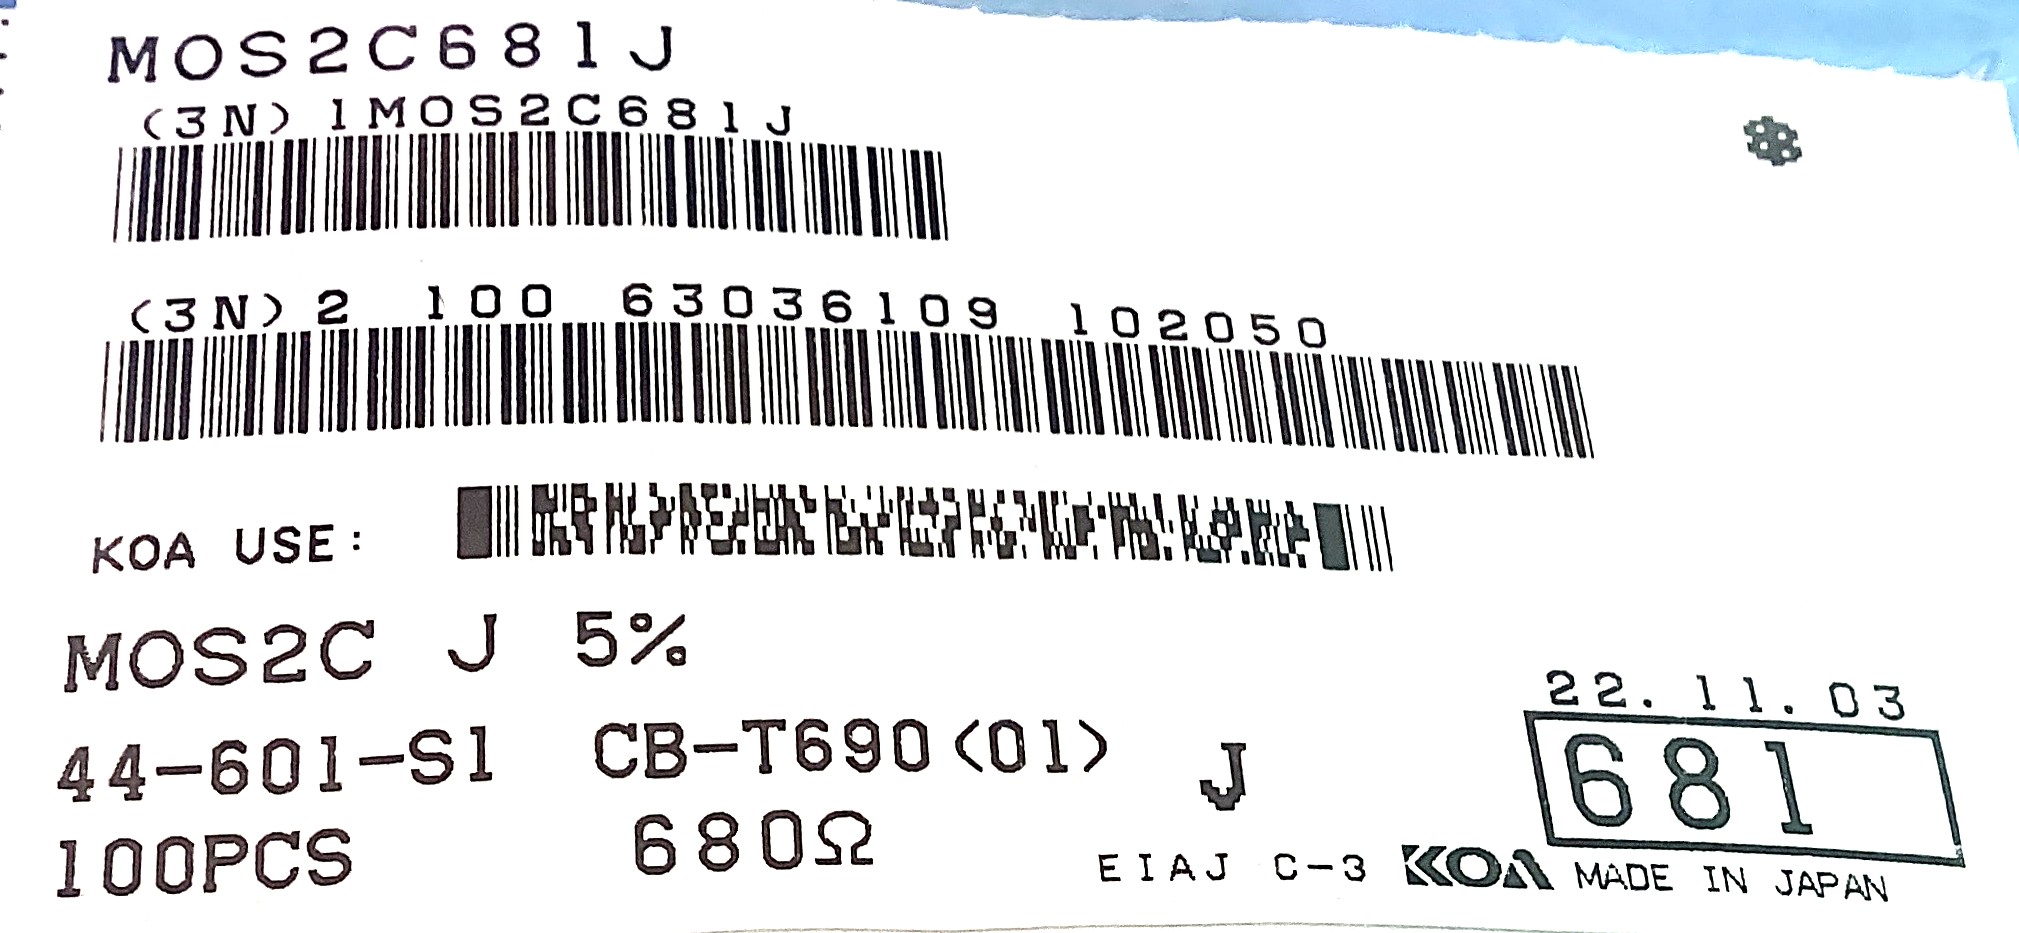 MOS2C681J
(3N) 1MOS2C681J
(3N) 2 100 63036109 102050
KOA USE:
MOS2C J 5%
22.11.03
44-601-S1 CB-T690<01> J 681
100PCS 680Ω
EIAJ C-3 KOA MADE IN JAPAN